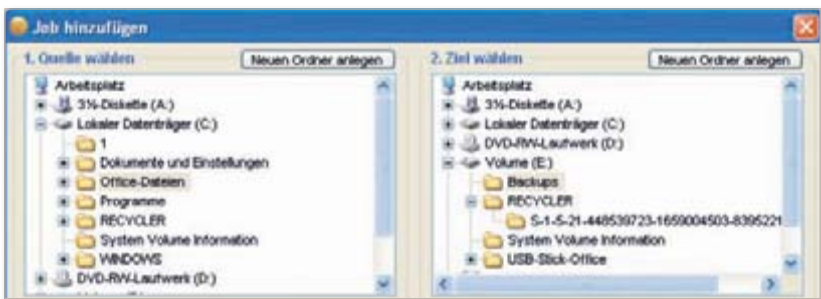 Job hinzufügen
1. Quelle wählen
Neuen Ordner anlegen
Arbeitsplatz
3½-Diskette (A:)
Lokaler Datenträger (C:)
1
Dokumente und Einstellungen
Office-Dateien
Programme
RECYCLER
System Volume Information
WINDOWS
DVD-RW-Laufwerk (D:)
2. Ziel wählen
Neuen Ordner anlegen
Arbeitsplatz
3½-Diskette (A:)
Lokaler Datenträger (C:)
DVD-RW-Laufwerk (D:)
Volume (E:)
Backups
RECYCLER
S-1-5-21-448539723-1659004503-8395221
System Volume Information
USB-Stick-Office